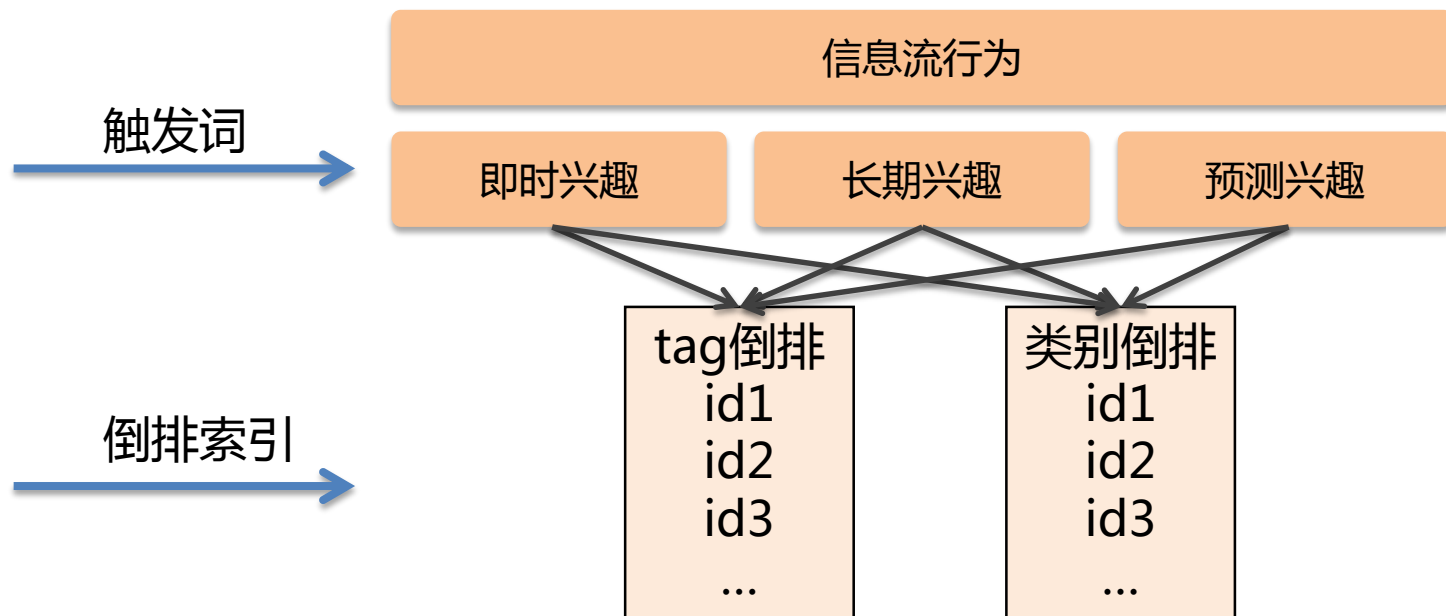 信息流行为
触发词
即时兴趣
长期兴趣
预测兴趣
tag倒排
id1
id2
id3
...
类别倒排
id1
id2
id3
...
倒排索引